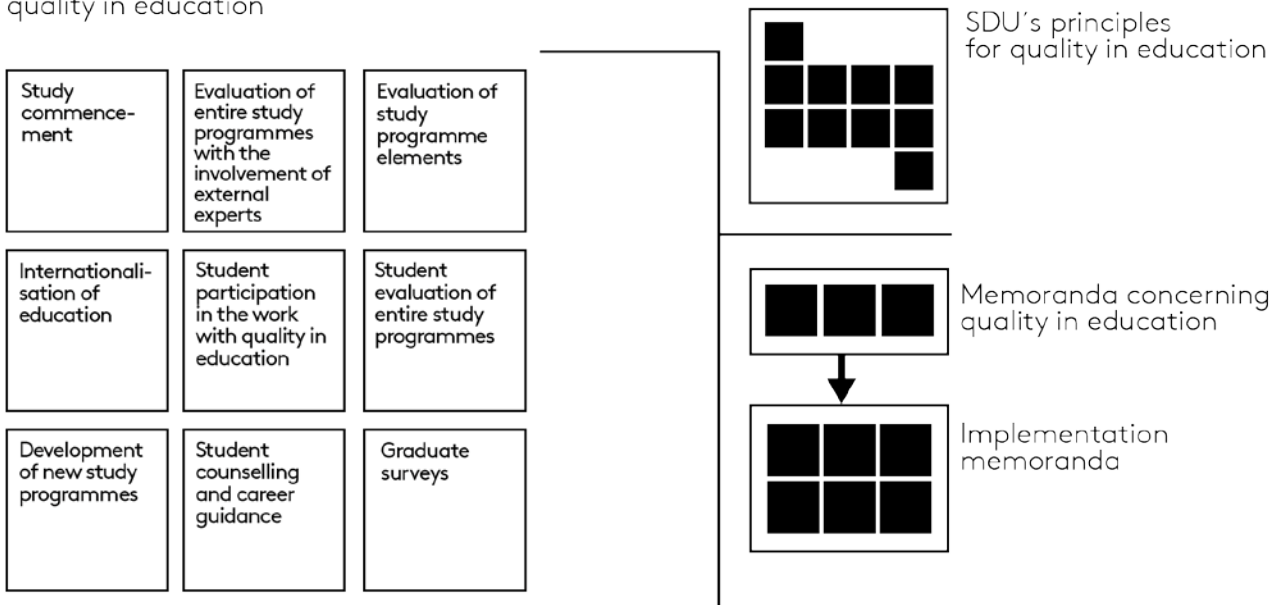 quality in education
Study
commence-
ment
Evaluation of
entire study
programmes
with the
involvement of
external
experts
Evaluation of
study
programme
elements
Internationali-
sation of
education
Student
participation
in the work
with quality in
education
Student
evaluation of
entire study
programmes
Development
of new study
programmes
Student
counselling
and career
guidance
Graduate
surveys
SDU´s principles
for quality in education
Memoranda concerning
quality in education
Implementation
memoranda